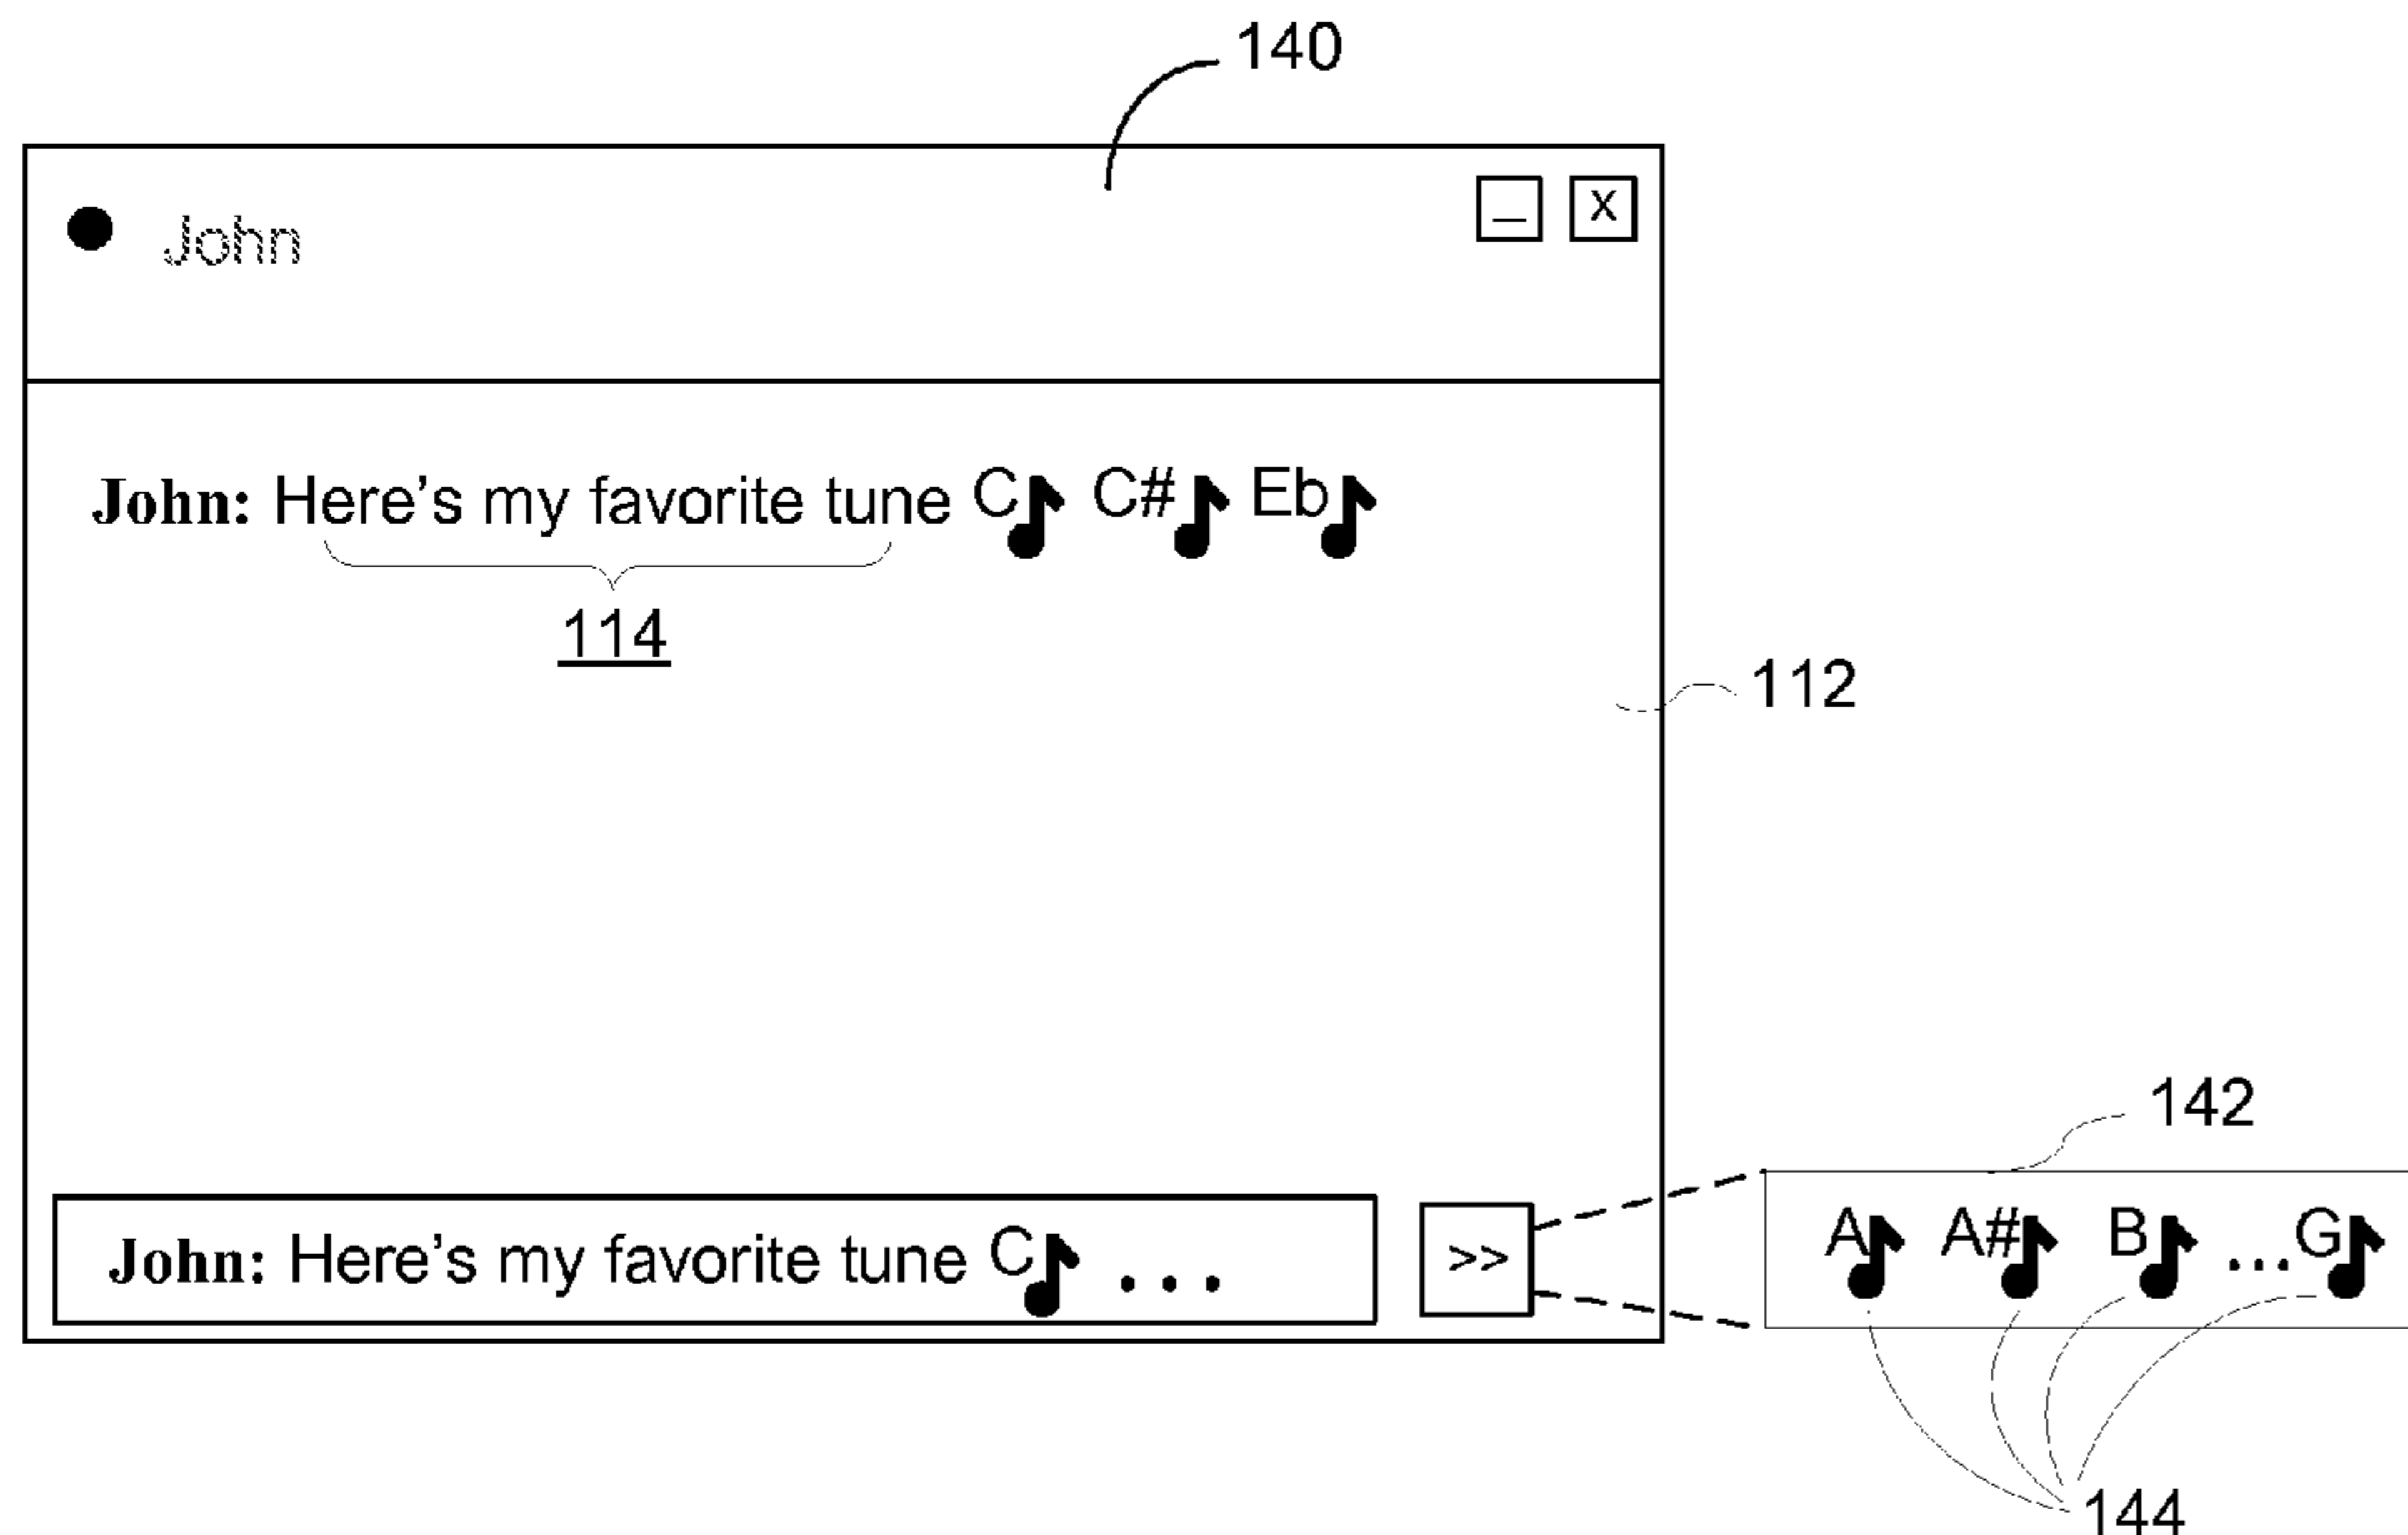 140
John
_ X
John: Here's my favorite tune C♪ C#♪ Eb♪
114
112
142
John: Here's my favorite tune C♪ ... >> A♪ A#♪ B♪ ...G♪
144